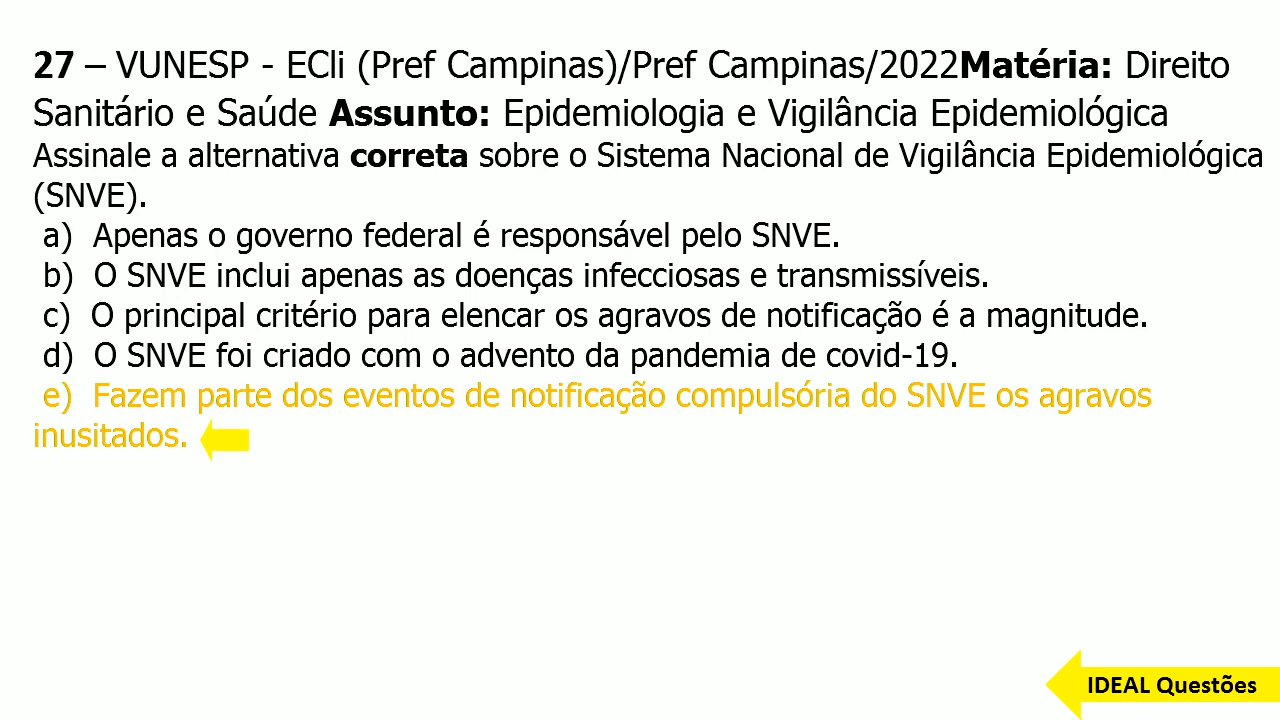 27 – VUNESP - ECli (Pref Campinas)/Pref Campinas/2022Matéria: Direito
Sanitário e Saúde Assunto: Epidemiologia e Vigilância Epidemiológica
Assinale a alternativa correta sobre o Sistema Nacional de Vigilância Epidemiológica
(SNVE).
a) Apenas o governo federal é responsável pelo SNVE.
b) O SNVE inclui apenas as doenças infecciosas e transmissíveis.
c) O principal critério para elencar os agravos de notificação é a magnitude.
d) O SNVE foi criado com o advento da pandemia de covid-19.
e) Fazem parte dos eventos de notificação compulsória do SNVE os agravos
inusitados.
IDEAL Questões